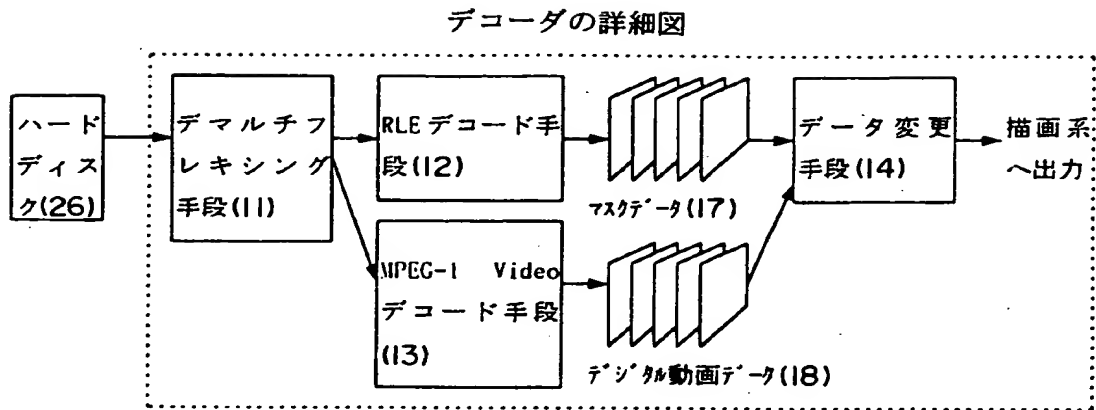 デコーダの詳細図
ハード
ディス
ク(26)
デマルチプ
レキシング
手段(11)
RLEデコード手
段(12)
マスクデータ(17)
MPEG-1 Video
デコード手段
(13)
デジタル動画データ(18)
データ変更
手段(14)
描画系
へ出力